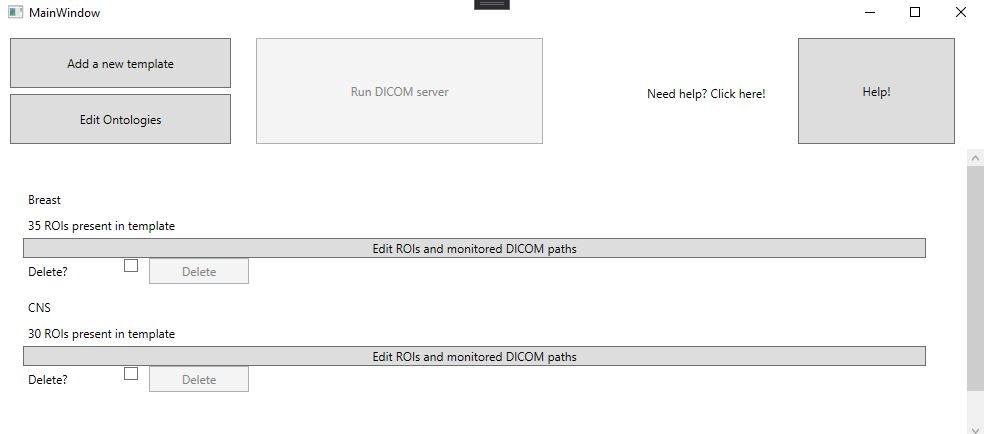 MainWindow
Add a new template
Edit Ontologies
Run DICOM server
Need help? Click here!
Help!
Breast
35 ROIs present in template
Edit ROIs and monitored DICOM paths
Delete? Delete
CNS
30 ROIs present in template
Edit ROIs and monitored DICOM paths
Delete? Delete